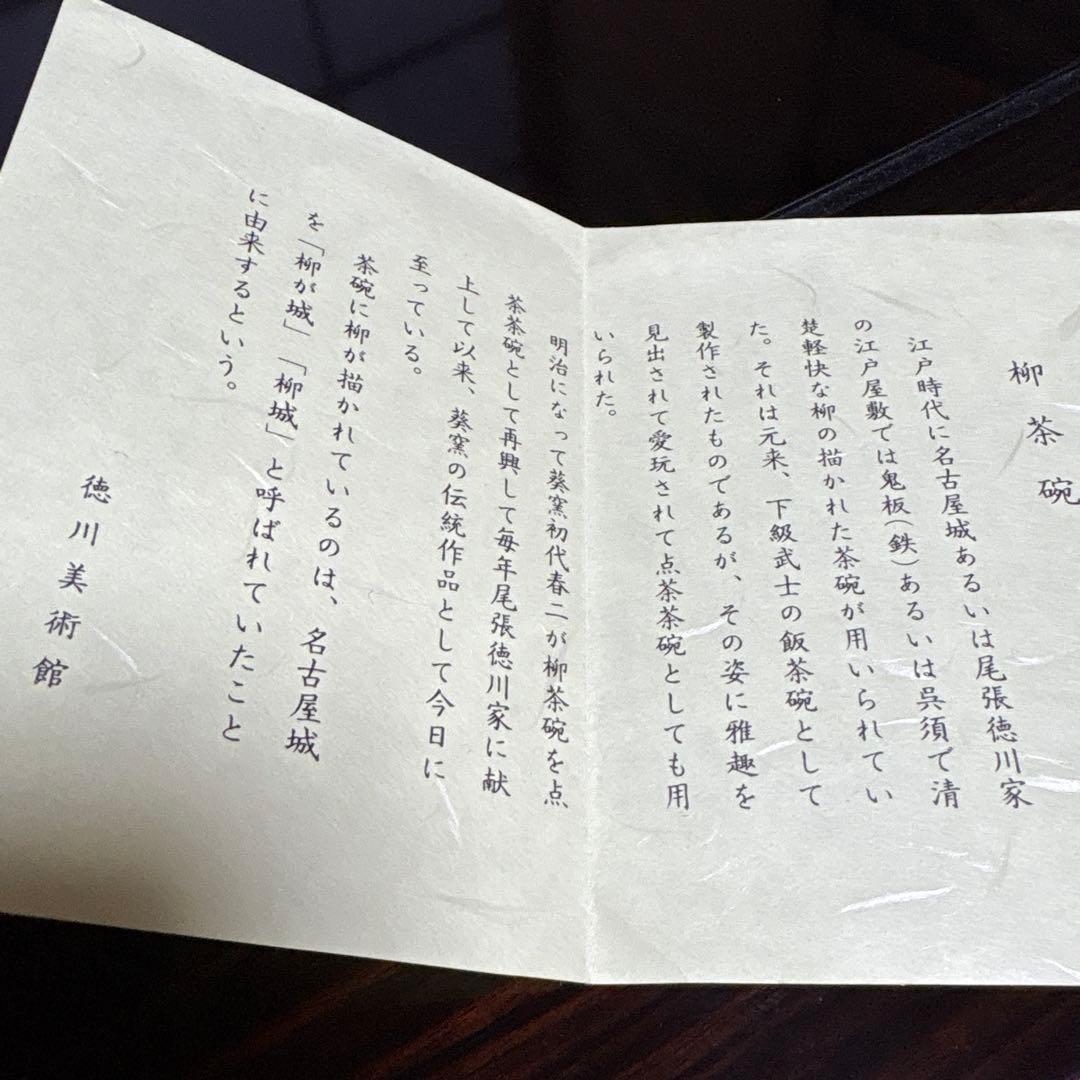 柳茶碗
江戸時代に名古屋城あるいは尾張徳川家
の江戸屋敷では鬼板(鉄)あるいは呉須で清
楚軽快な柳の描かれた茶碗が用いられてい
た。それは元来、下級武士の飯茶碗として
製作されたものであるが、その姿に雅趣を
見出されて愛玩されて点茶茶碗としても用
いられた。
明治になって葵窯初代春二が柳茶碗を点
茶茶碗として再興して毎年尾張徳川家に献
上して以来、葵窯の伝統作品として今日に
至っている。
茶碗に柳が描かれているのは、名古屋城
を「柳が城」「柳城」と呼ばれていたこと
に由来するという。
徳川美術館